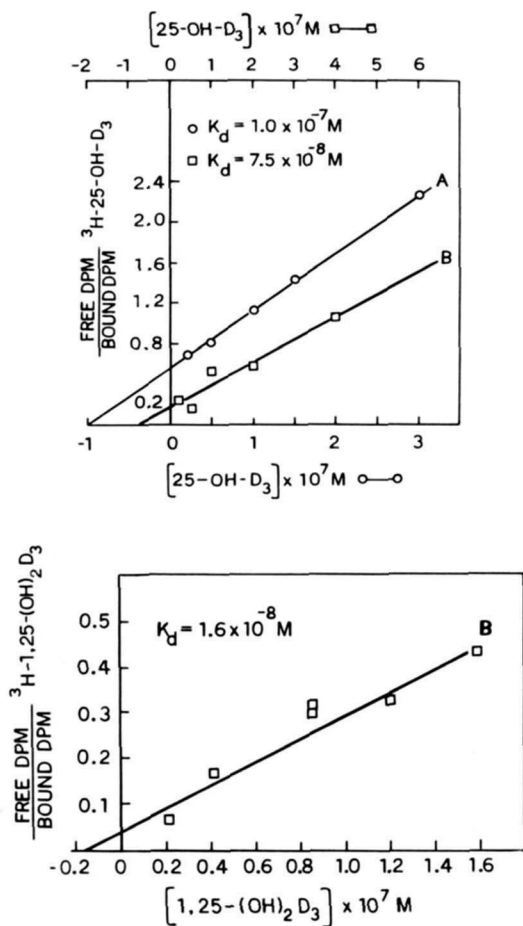 [25-OH-D3] x 10^7 M □—□
-2 -1 0 1 2 3 4 5 6
○ Kd = 1.0 x 10^-7 M
□ Kd = 7.5 x 10^-8 M
FREE DPM / BOUND DPM ^3H-25-OH-D3
2.4
2.0
1.6
1.2
0.8
0.2
A
B
-1 0 1 2 3
[25-OH-D3] x 10^7 M ○—○
FREE DPM / BOUND DPM ^3H-1,25-(OH)2 D3
Kd = 1.6 x 10^-8 M
B
0.5
0.4
0.3
0.2
0.1
-0.2 0 0.2 0.4 0.6 0.8 1.0 1.2 1.4 1.6
[1,25-(OH)2 D3] x 10^7 M